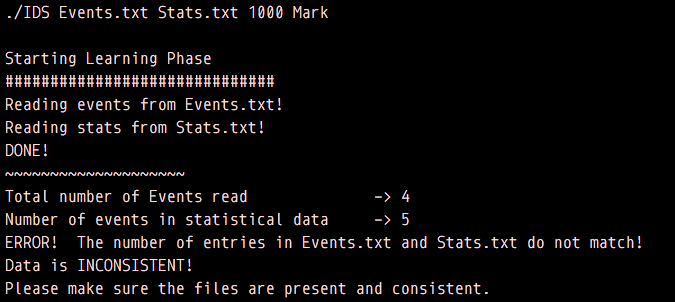 ./IDS Events.txt Stats.txt 1000 Mark
Starting Learning Phase
##############################
Reading events from Events.txt!
Reading stats from Stats.txt!
DONE!
~~~~~~~~~~~~~~~~~~~~
Total number of Events read -> 4
Number of events in statistical data -> 5
ERROR! The number of entries in Events.txt and Stats.txt do not match!
Data is INCONSISTENT!
Please make sure the files are present and consistent.